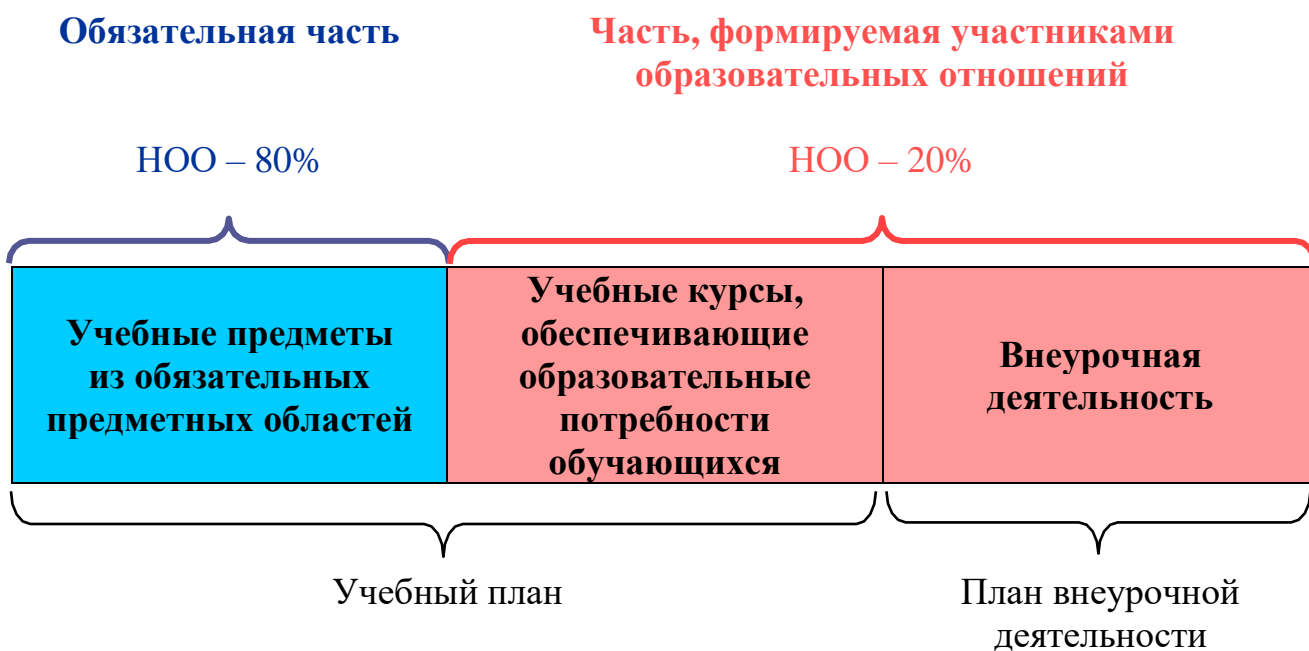 Обязательная часть
Часть, формируемая участниками
образовательных отношений
НОО – 80%
НОО – 20%
Учебные предметы
из обязательных
предметных областей
Учебные курсы,
обеспечивающие
образовательные
потребности
обучающихся
Внеурочная
деятельность
Учебный план
План внеурочной
деятельности